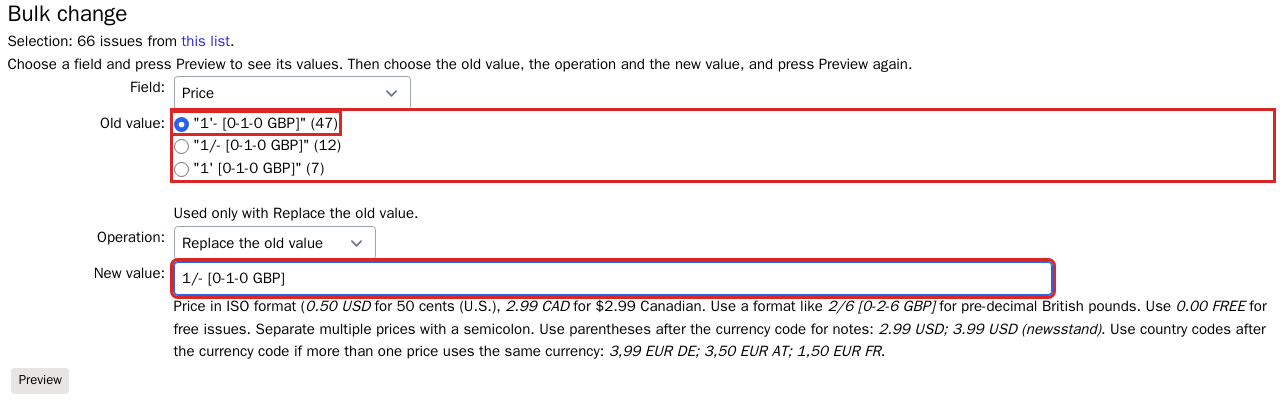 Bulk change
Selection: 66 issues from this list.
Choose a field and press Preview to see its values. Then choose the old value, the operation and the new value, and press Preview again.
Field: Price
Old value: "1'- [0-1-0 GBP]" (47)
"1/- [0-1-0 GBP]" (12)
"1' [0-1-0 GBP]" (7)
Used only with Replace the old value.
Operation: Replace the old value
New value: 1/- [0-1-0 GBP]
Price in ISO format (0.50 USD for 50 cents (U.S.), 2.99 CAD for $2.99 Canadian. Use a format like 2/6 [0-2-6 GBP] for pre-decimal British pounds. Use 0.00 FREE for
free issues. Separate multiple prices with a semicolon. Use parentheses after the currency code for notes: 2.99 USD; 3.99 USD (newsstand). Use country codes after
the currency code if more than one price uses the same currency: 3,99 EUR DE; 3,50 EUR AT; 1,50 EUR FR.
Preview